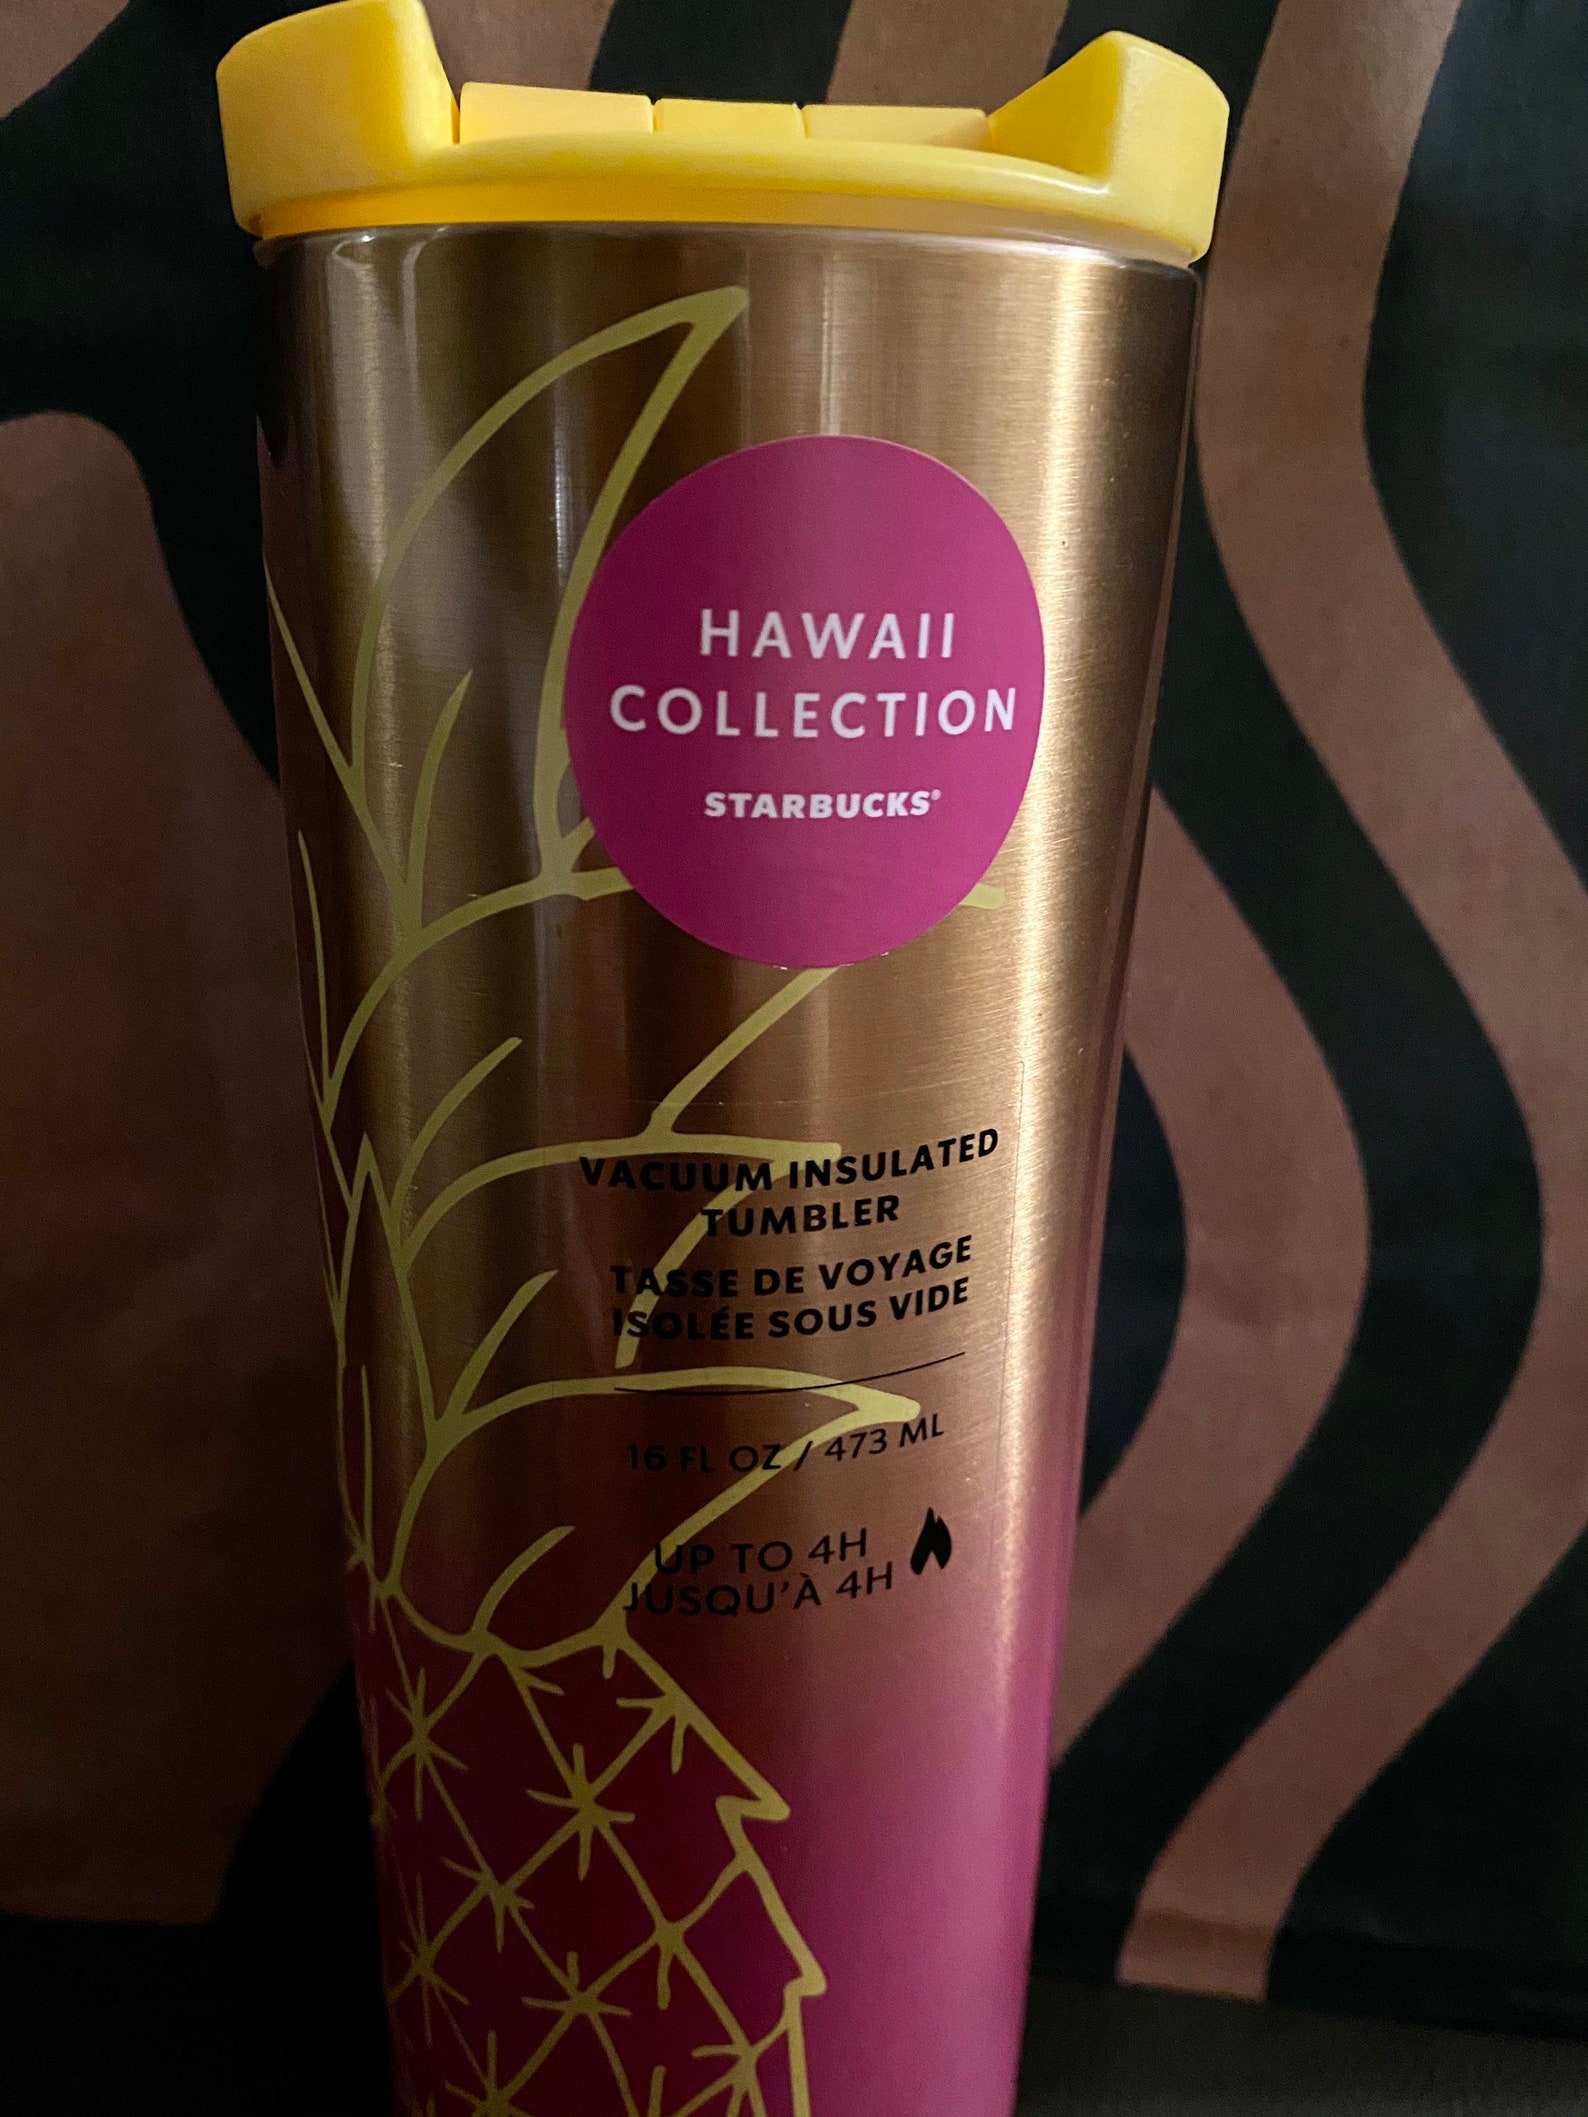 HAWAII
COLLECTION
STARBUCKS®
VACUUM INSULATED
TUMBLER
TASSE DE VOYAGE
ISOLÉE SOUS VIDE
16 FL OZ / 473 ML
UP TO 4H
JUSQU'À 4H